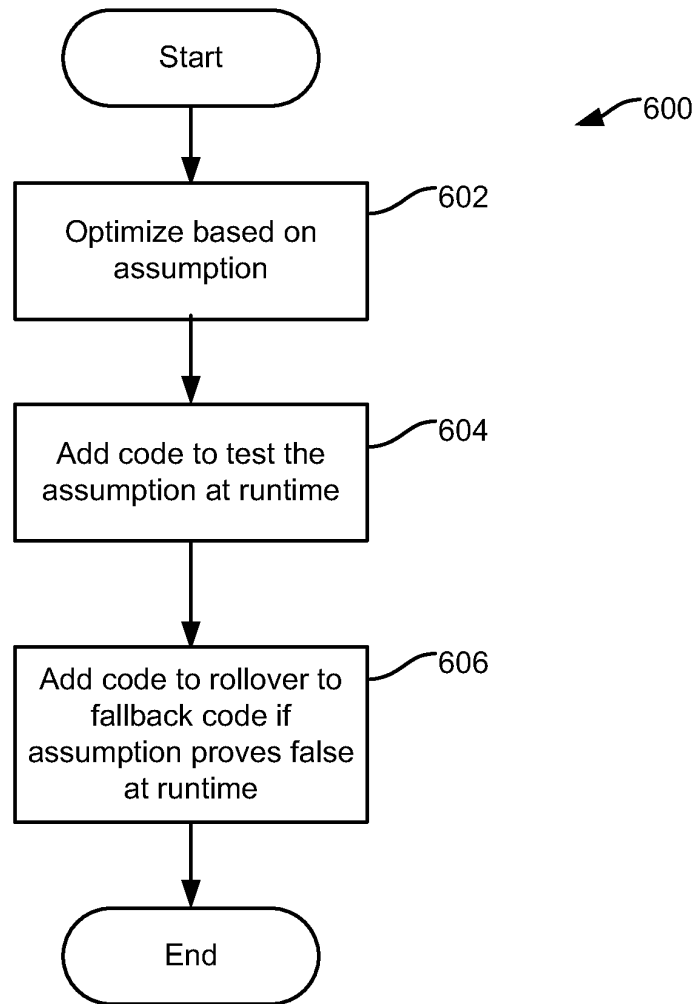 Start
600
602
Optimize based on
assumption
604
Add code to test the
assumption at runtime
606
Add code to rollover to
fallback code if
assumption proves false
at runtime
End